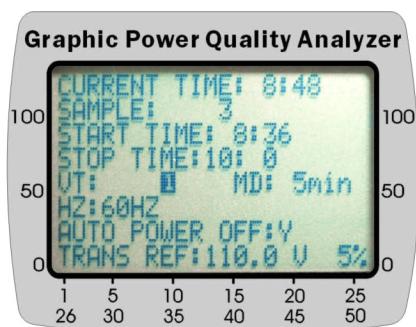 Graphic Power Quality Analyzer
CURRENT TIME: 8:48
SAMPLE: 3
START TIME: 8:36
STOP TIME:10: 0
VT: 1 MD: 5min
HZ:60HZ
AUTO POWER OFF:Y
TRANS REF:110.0 V 5%
100 100
50 50
0 0
1 5 10 15 20 25
26 30 35 40 45 50